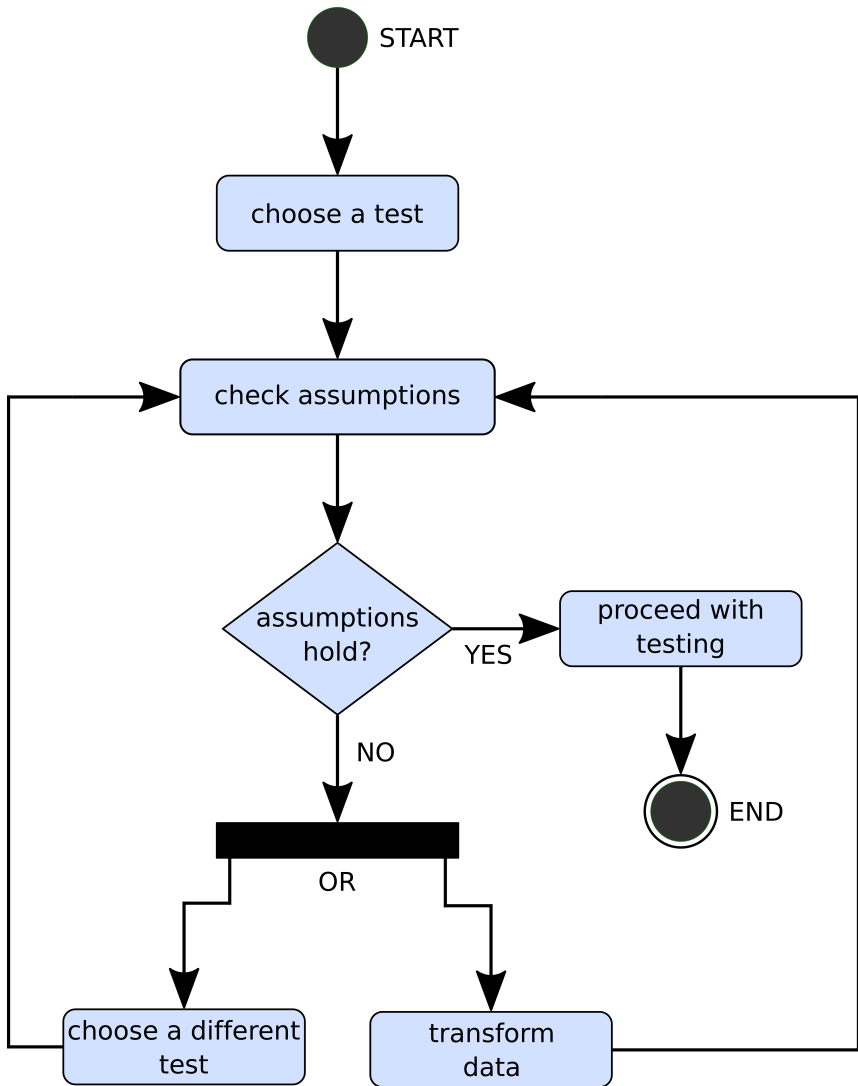 START
choose a test
check assumptions
assumptions
hold?
YES
proceed with
testing
NO
END
OR
choose a different
test
transform
data